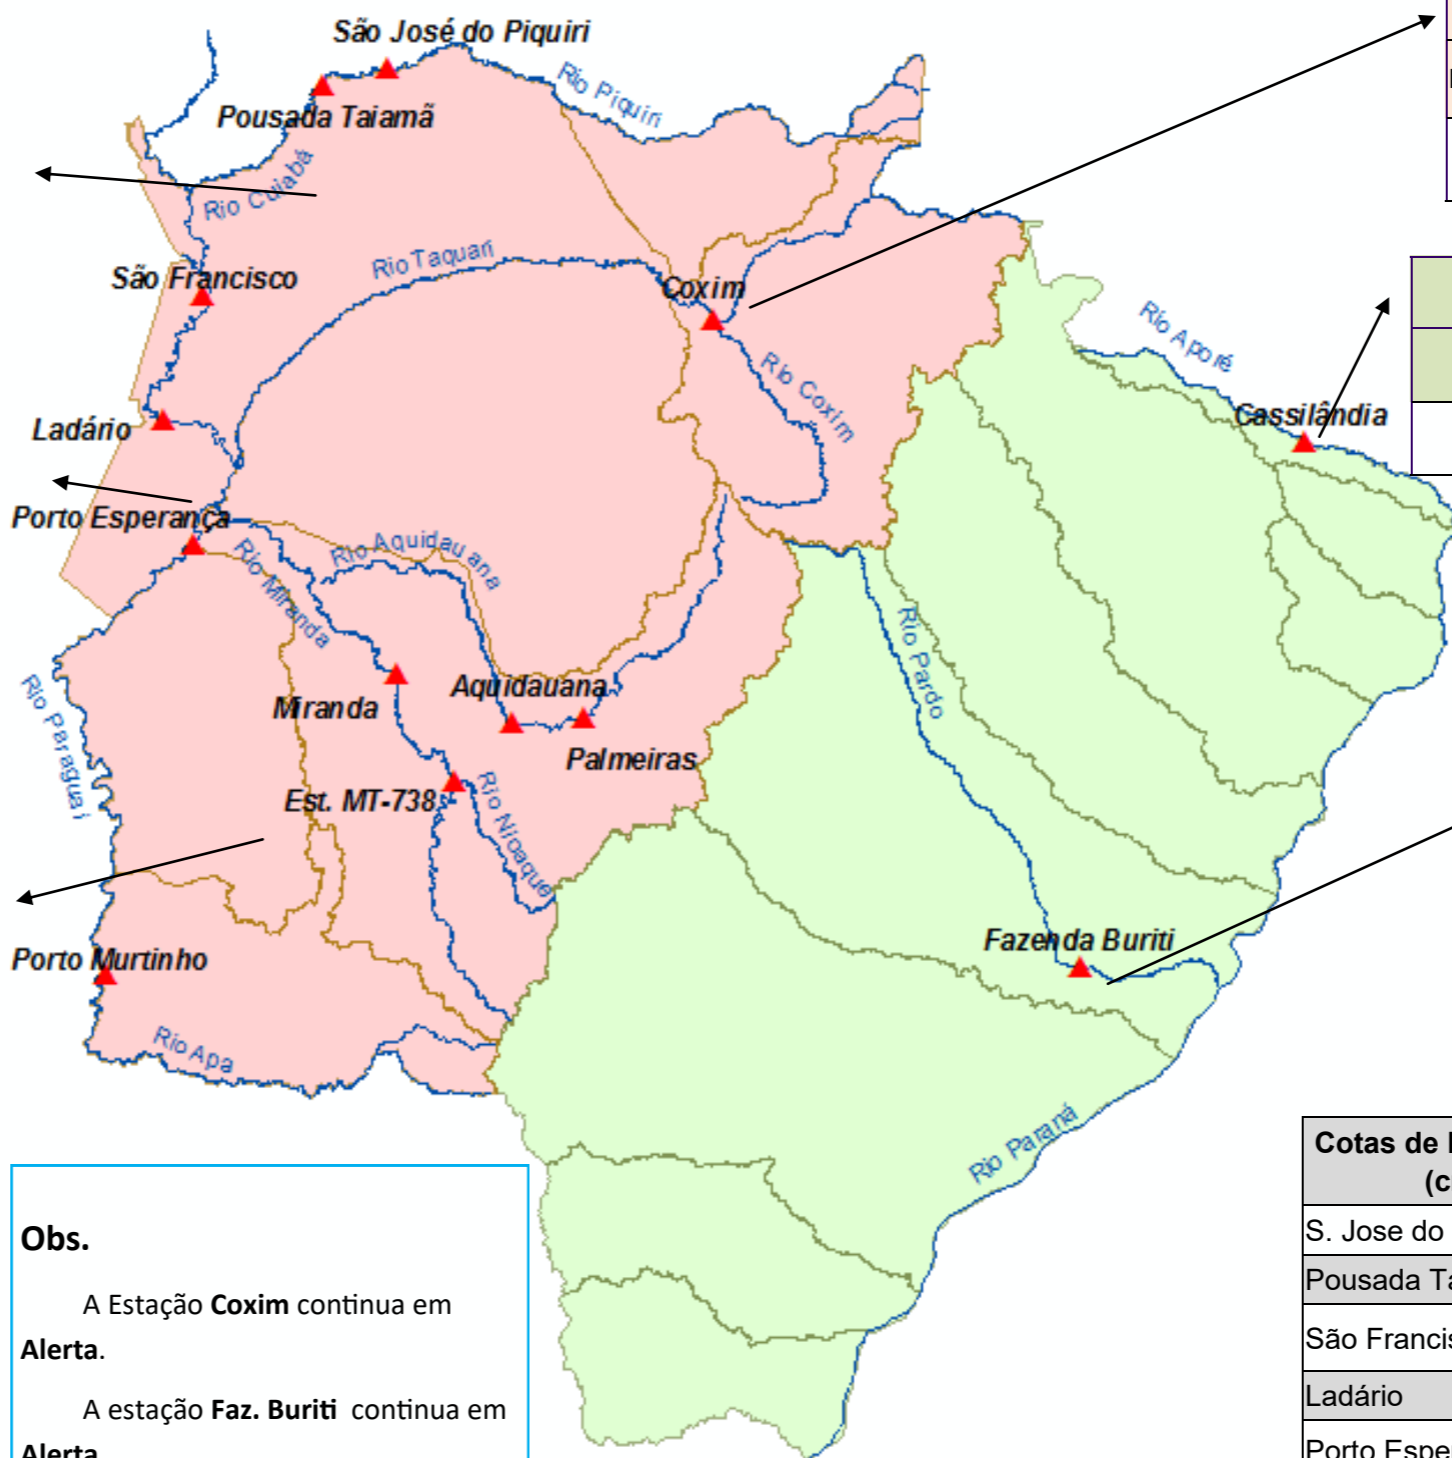 São José do Piquiri
Rio Piquiri
Pousada Taiamã
Rio Cuiabá
Rio Taquari
São Francisco
Coxim
Rio Aporé
Rio Coxim
Cassilândia
Ladário
Porto Esperança
Rio Aquidauana
Rio Miranda
Rio Pardo
Aquidauana
Miranda
Rio Paraguai
Palmeiras
Est. MT-738
Rio Nioaque
Fazenda Buriti
Porto Murtinho
Rio Apa
Rio Paraná
Obs.
A Estação Coxim continua em
Alerta.
A estação Faz. Buriti continua em
Alerta
Cotas de
S. Jose do
Pousada
São
Ladário
Porto